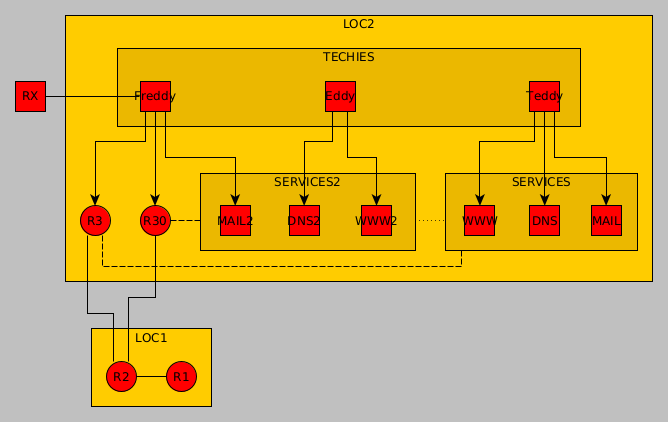 LOC2
TECHIES
RX
Freddy
Eddy
Teddy
SERVICES2
SERVICES
R3
R30
MAIL2
DNS2
WWW2
WWW
DNS
MAIL
LOC1
R2
R1